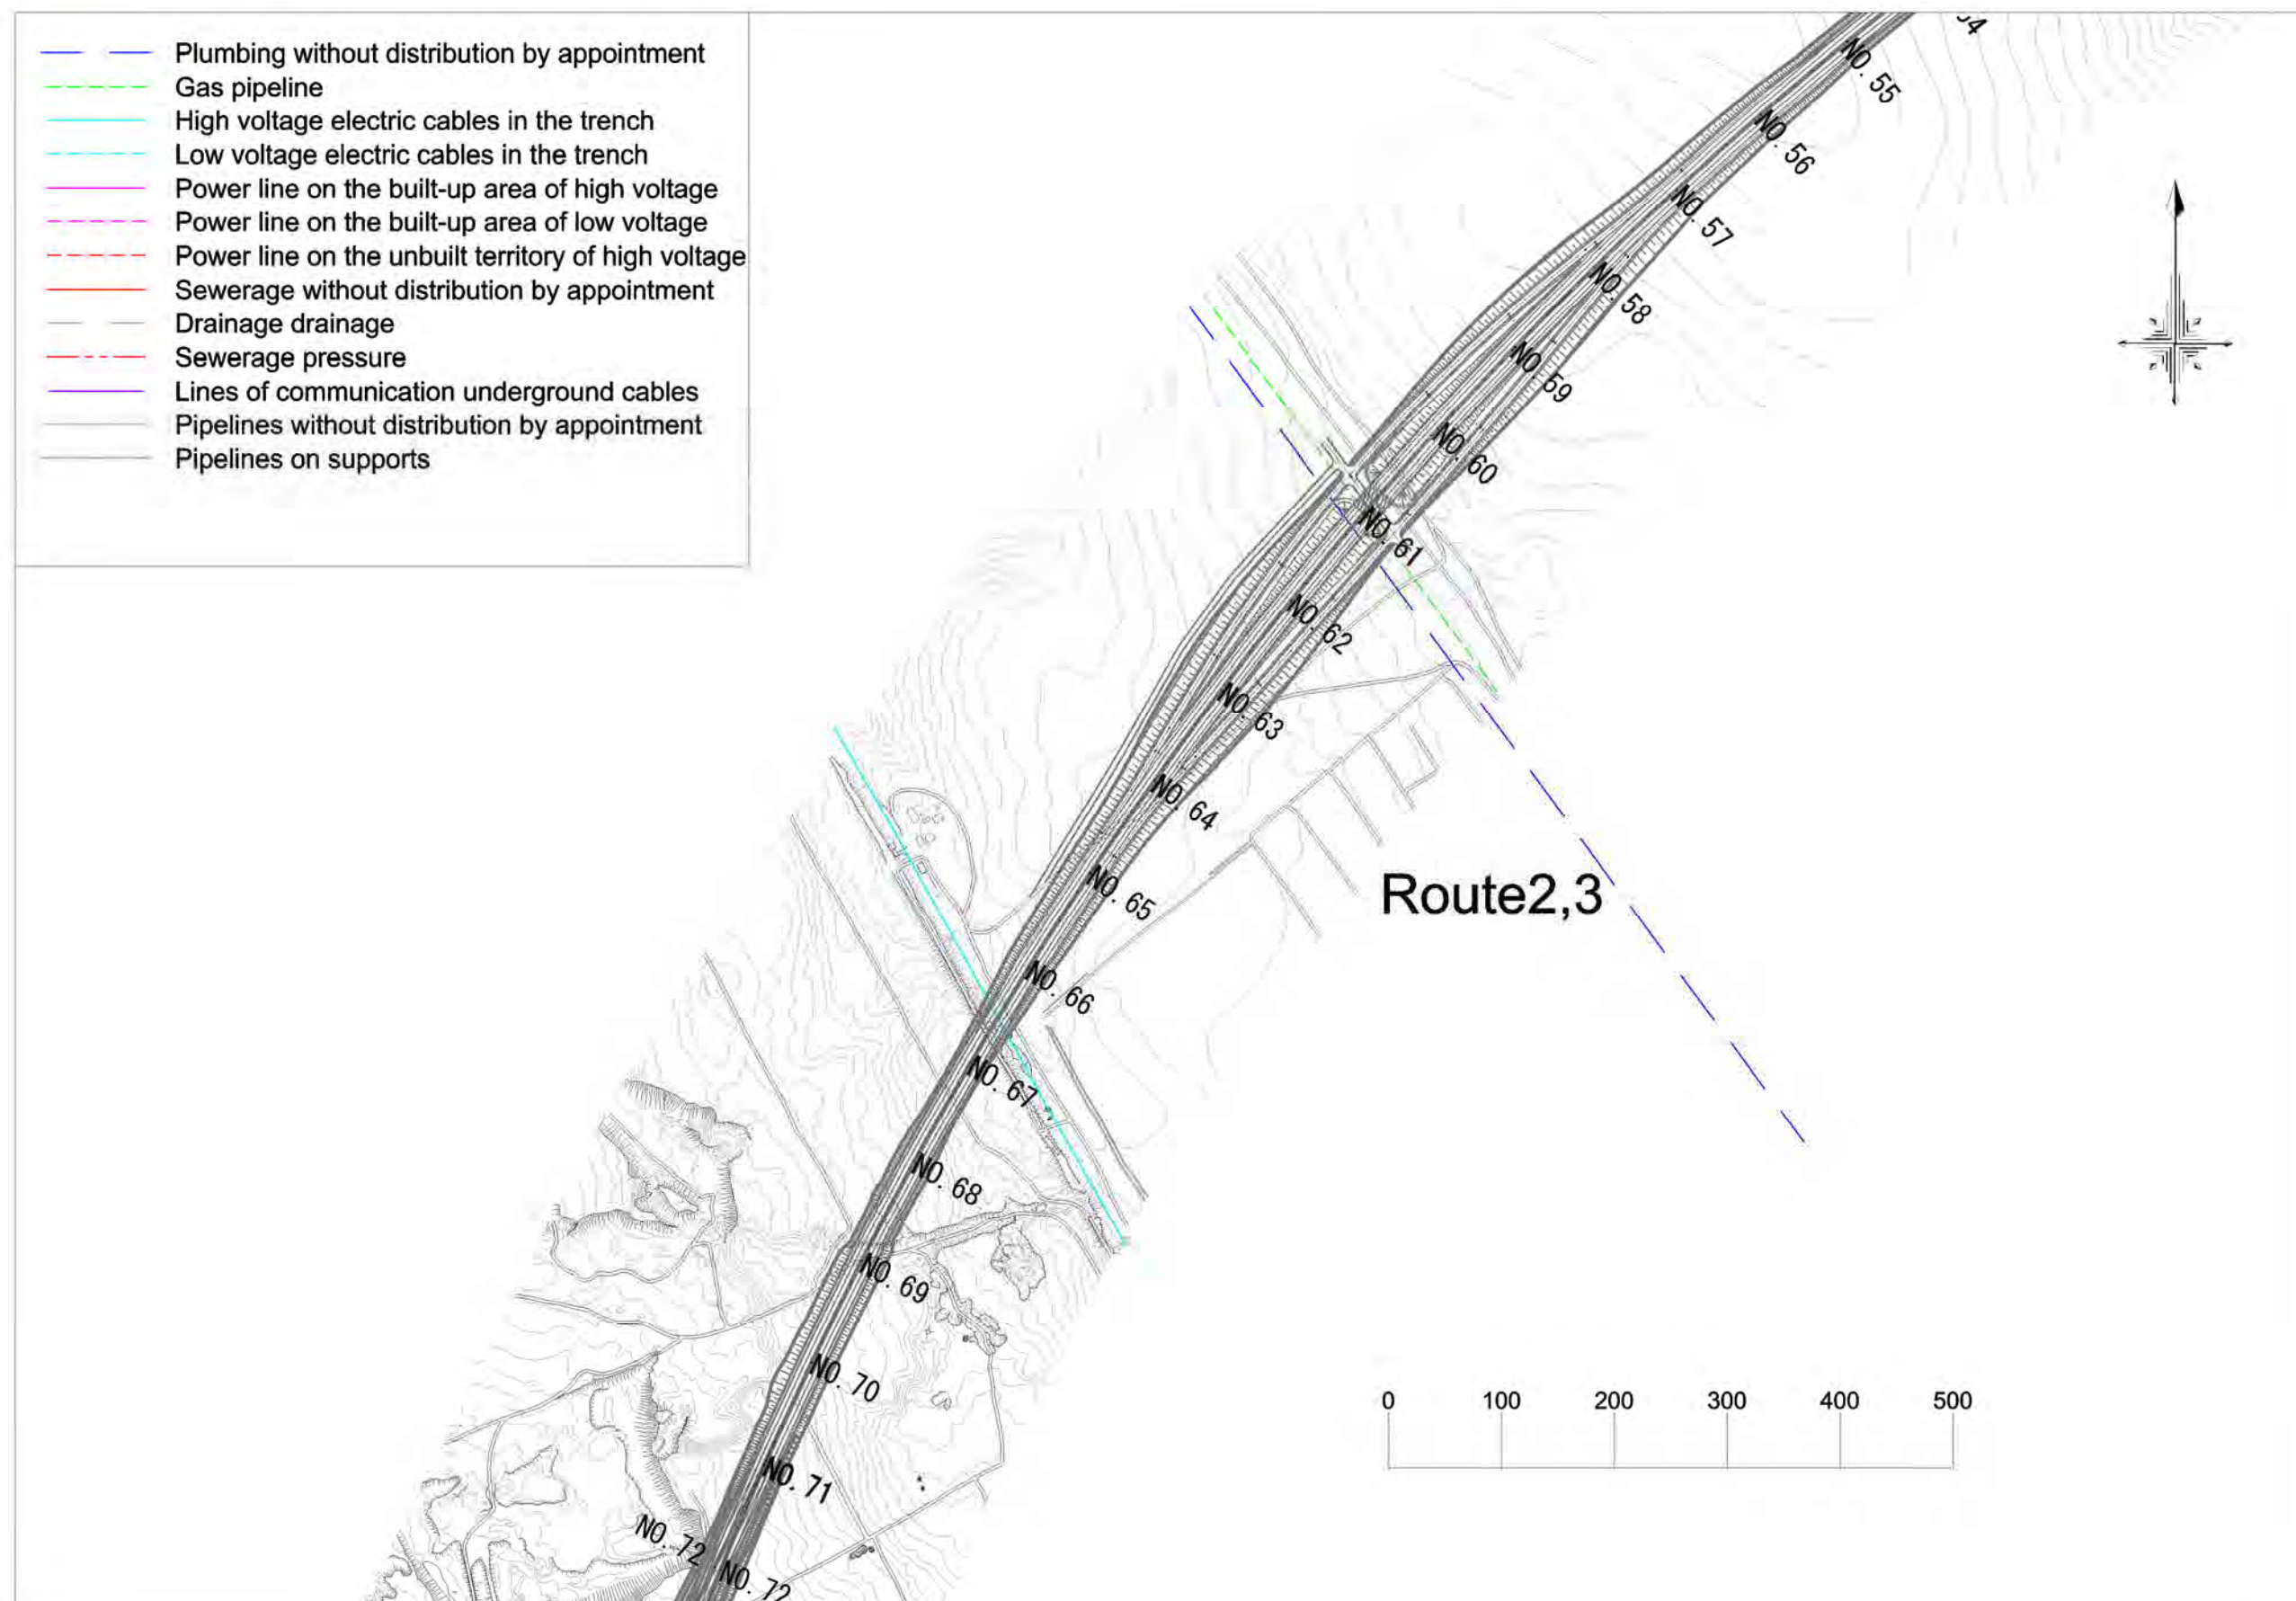 Plumbing without distribution by appointment
Gas pipeline
High voltage electric cables in the trench
Low voltage electric cables in the trench
Power line on the built-up area of high voltage
Power line on the built-up area of low voltage
Power line on the unbuilt territory of high voltage
Sewerage without distribution by appointment
Drainage drainage
Sewerage pressure
Lines of communication underground cables
Pipelines without distribution by appointment
Pipelines on supports
NO. 55
NO. 56
NO. 57
NO. 58
NO. 59
NO. 60
NO. 61
NO. 62
NO. 63
NO. 64
NO. 65
NO. 66
NO. 67
NO. 68
NO. 69
NO. 70
NO. 71
NO. 72
NO. 72
Route2,3
0 100 200 300 400 500